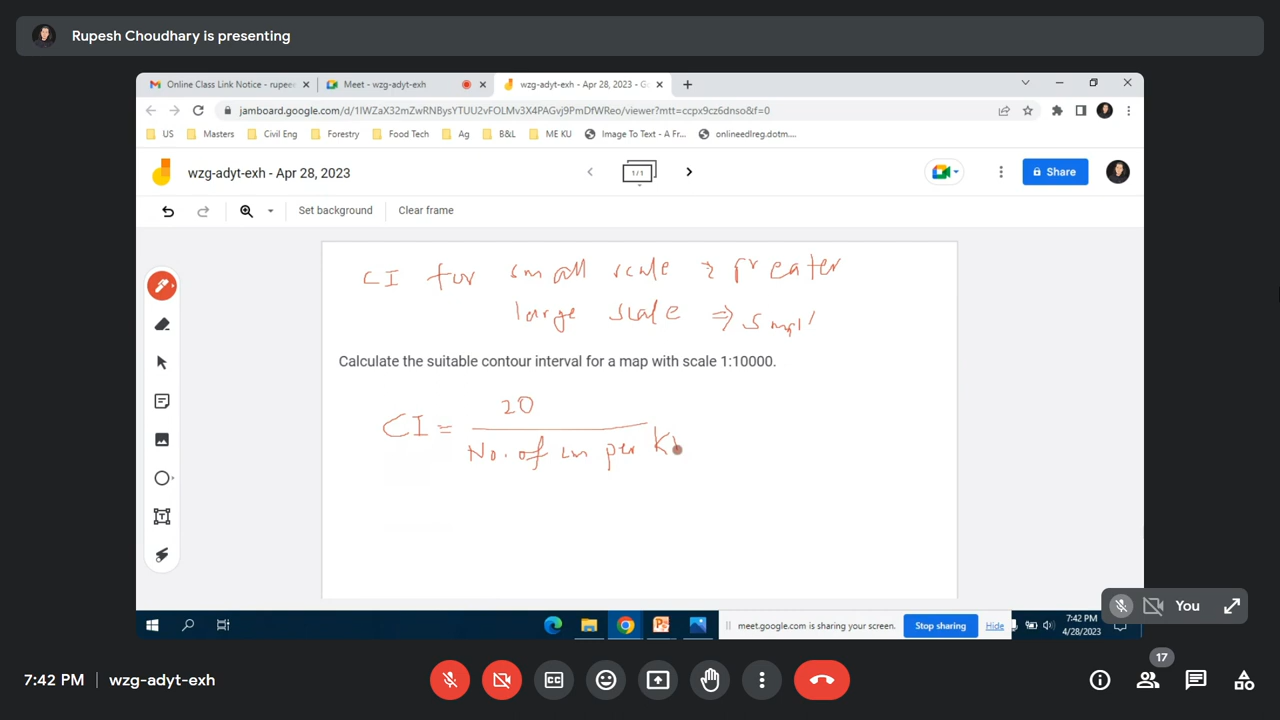 Rupesh Choudhary is presenting
Online Class Link Notice - rupee
Meet - wzg-adyt-exh
wzg-adyt-exh - Apr 28, 2023 - Go
jamboard.google.com/d/1IWZaX32mZwRNBysYTUU2vFOLMv3X4PAGvj9PmDfWReo/viewer?mtt=ccpx9cz6dnso&f=0
US Masters Civil Eng Forestry Food Tech Ag B&L ME KU Image To Text - A Fr... onlineedlreg.dotm....
wzg-adyt-exh - Apr 28, 2023
1/1
Share
Set background
Clear frame
CI for small scale ⇒ greater
large scale ⇒ small
Calculate the suitable contour interval for a map with scale 1:10000.
20
CI =
No. of cm per K
You
meet.google.com is sharing your screen.
Stop sharing
Hide
7:42 PM
4/28/2023
17
7:42 PM | wzg-adyt-exh